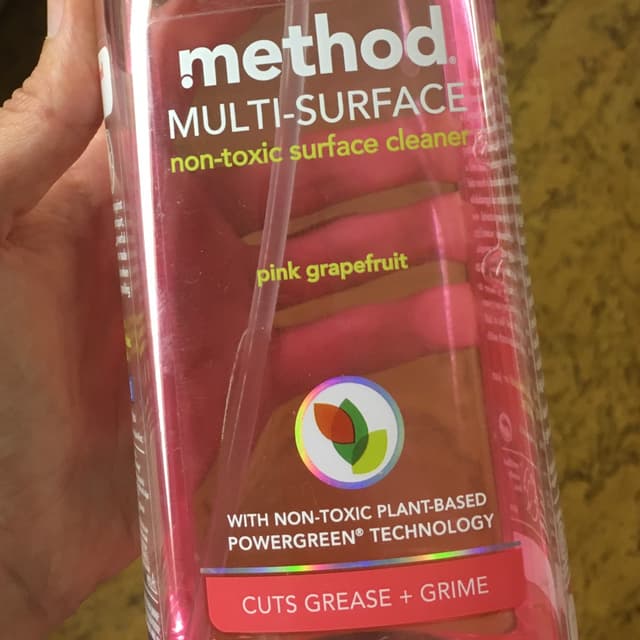 method®
MULTI-SURFACE
non-toxic surface cleaner
pink grapefruit
WITH NON-TOXIC PLANT-BASED
POWERGREEN® TECHNOLOGY
CUTS GREASE + GRIME